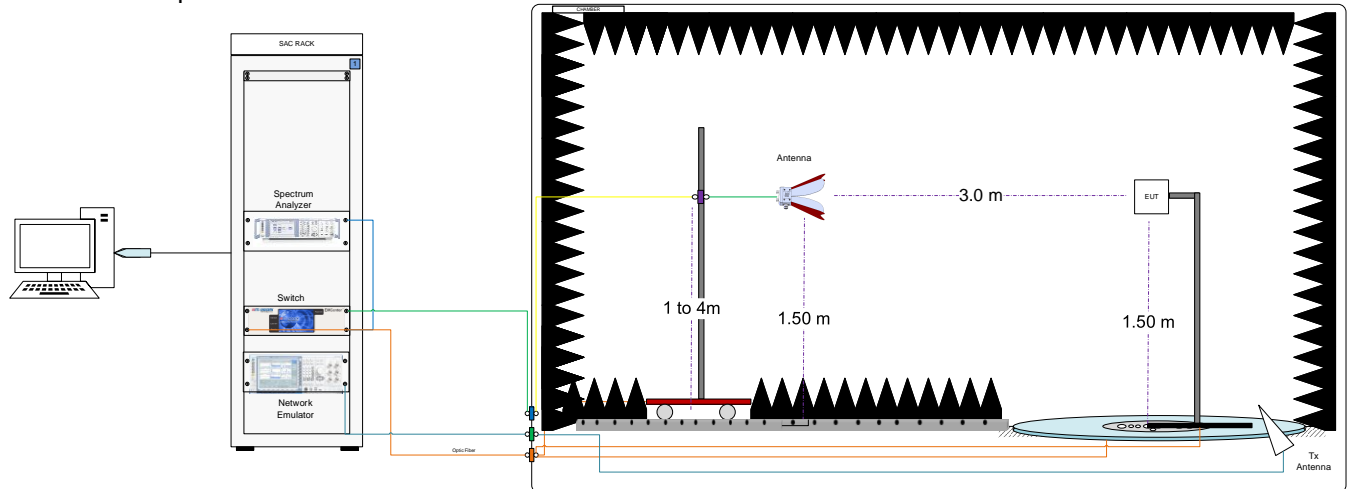 CHAMBER
SAC RACK
1
Antenna
3.0 m
EUT
Spectrum
Analyzer
Switch
1 to 4m
1.50 m
1.50 m
Network
Emulator
Optic Fiber
Tx
Antenna